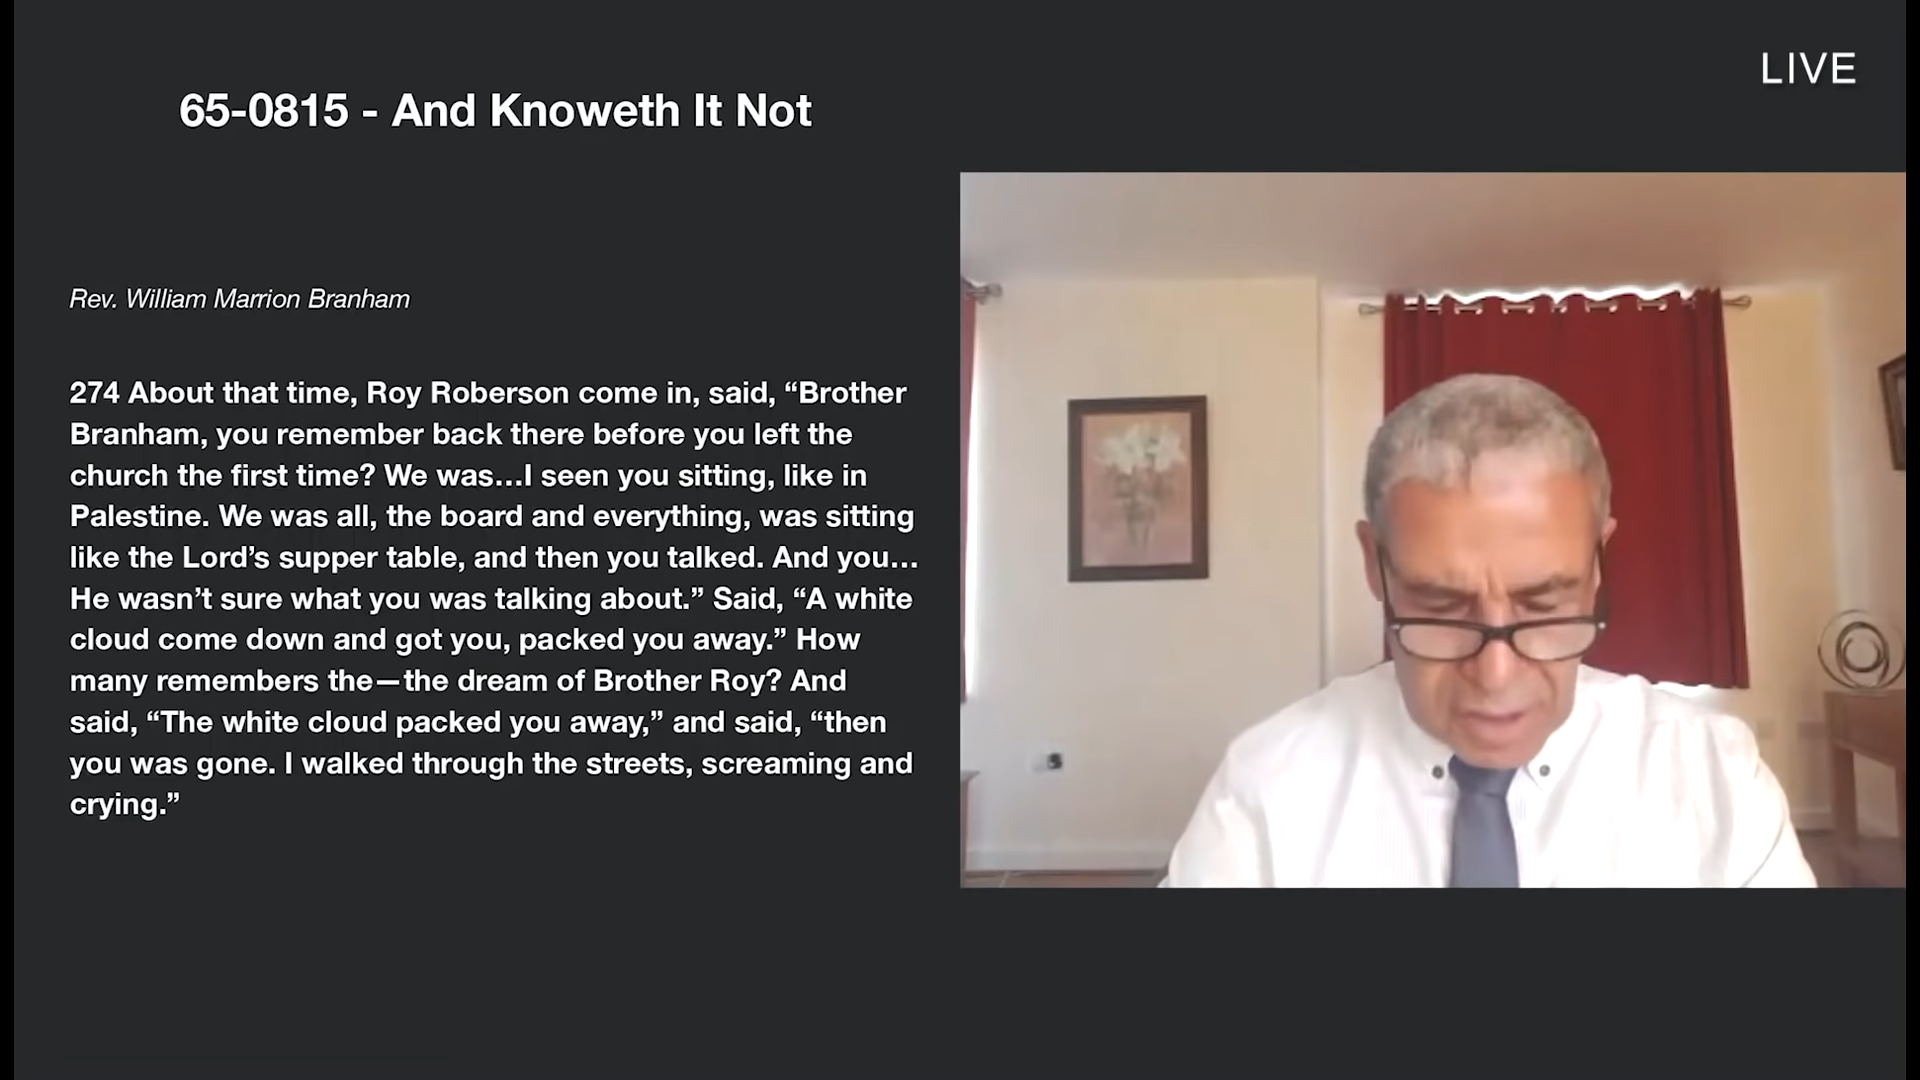 LIVE
65-0815 - And Knoweth It Not
Rev. William Marrion Branham
274 About that time, Roy Roberson come in, said, “Brother
Branham, you remember back there before you left the
church the first time? We was…I seen you sitting, like in
Palestine. We was all, the board and everything, was sitting
like the Lord’s supper table, and then you talked. And you…
He wasn’t sure what you was talking about.” Said, “A white
cloud come down and got you, packed you away.” How
many remembers the—the dream of Brother Roy? And
said, “The white cloud packed you away,” and said, “then
you was gone. I walked through the streets, screaming and
crying.”